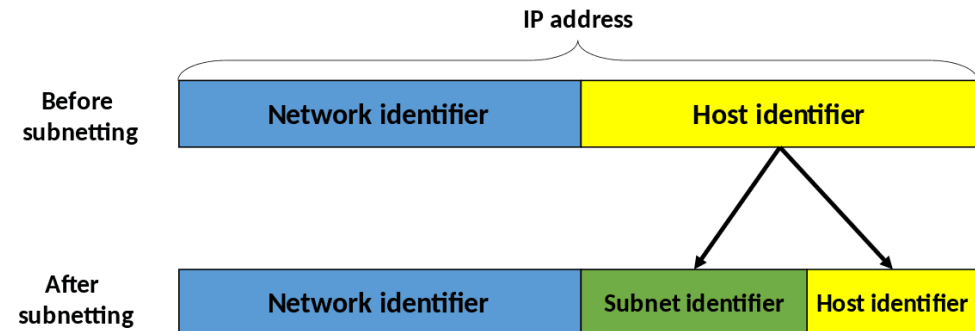 IP address
Before
subnetting
Network identifier
Host identifier
After
subnetting
Network identifier
Subnet identifier
Host identifier